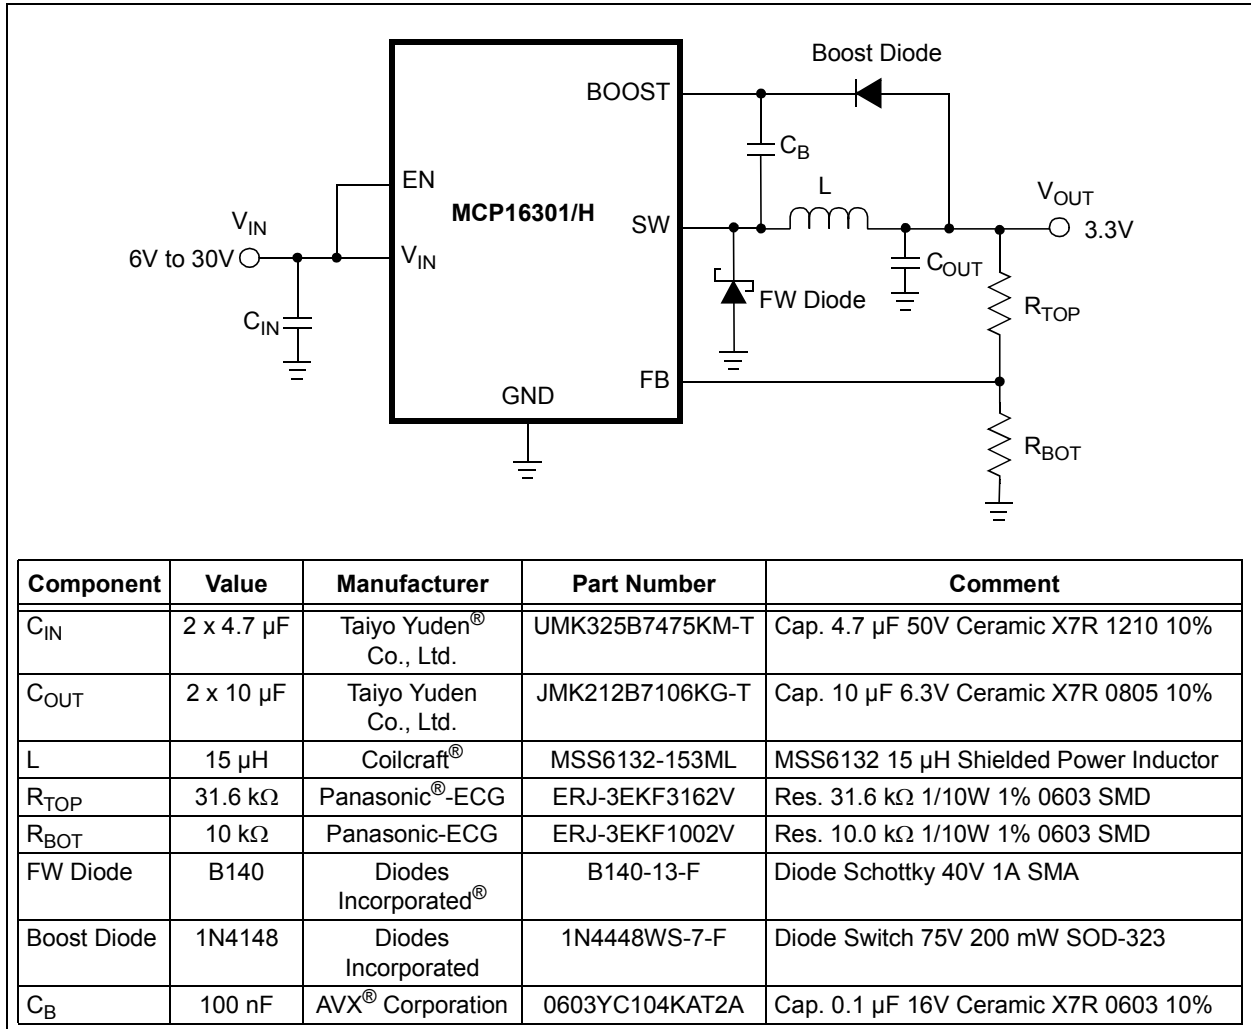 Boost Diode
BOOST
C_B
EN
L
V_OUT
MCP16301/H
SW
V_IN
3.3V
6V to 30V
V_IN
C_OUT
FW Diode
R_TOP
C_IN
FB
GND
R_BOT
Component Value Manufacturer Part Number Comment
C_IN 2 x 4.7 µF Taiyo Yuden® UMK325B7475KM-T Cap. 4.7 µF 50V Ceramic X7R 1210 10%
Co., Ltd.
C_OUT 2 x 10 µF Taiyo Yuden JMK212B7106KG-T Cap. 10 µF 6.3V Ceramic X7R 0805 10%
Co., Ltd.
L 15 µH Coilcraft® MSS6132-153ML MSS6132 15 µH Shielded Power Inductor
R_TOP 31.6 kΩ Panasonic®-ECG ERJ-3EKF3162V Res. 31.6 kΩ 1/10W 1% 0603 SMD
R_BOT 10 kΩ Panasonic-ECG ERJ-3EKF1002V Res. 10.0 kΩ 1/10W 1% 0603 SMD
FW Diode B140 Diodes B140-13-F Diode Schottky 40V 1A SMA
Incorporated®
Boost Diode 1N4148 Diodes 1N4448WS-7-F Diode Switch 75V 200 mW SOD-323
Incorporated
C_B 100 nF AVX® Corporation 0603YC104KAT2A Cap. 0.1 µF 16V Ceramic X7R 0603 10%